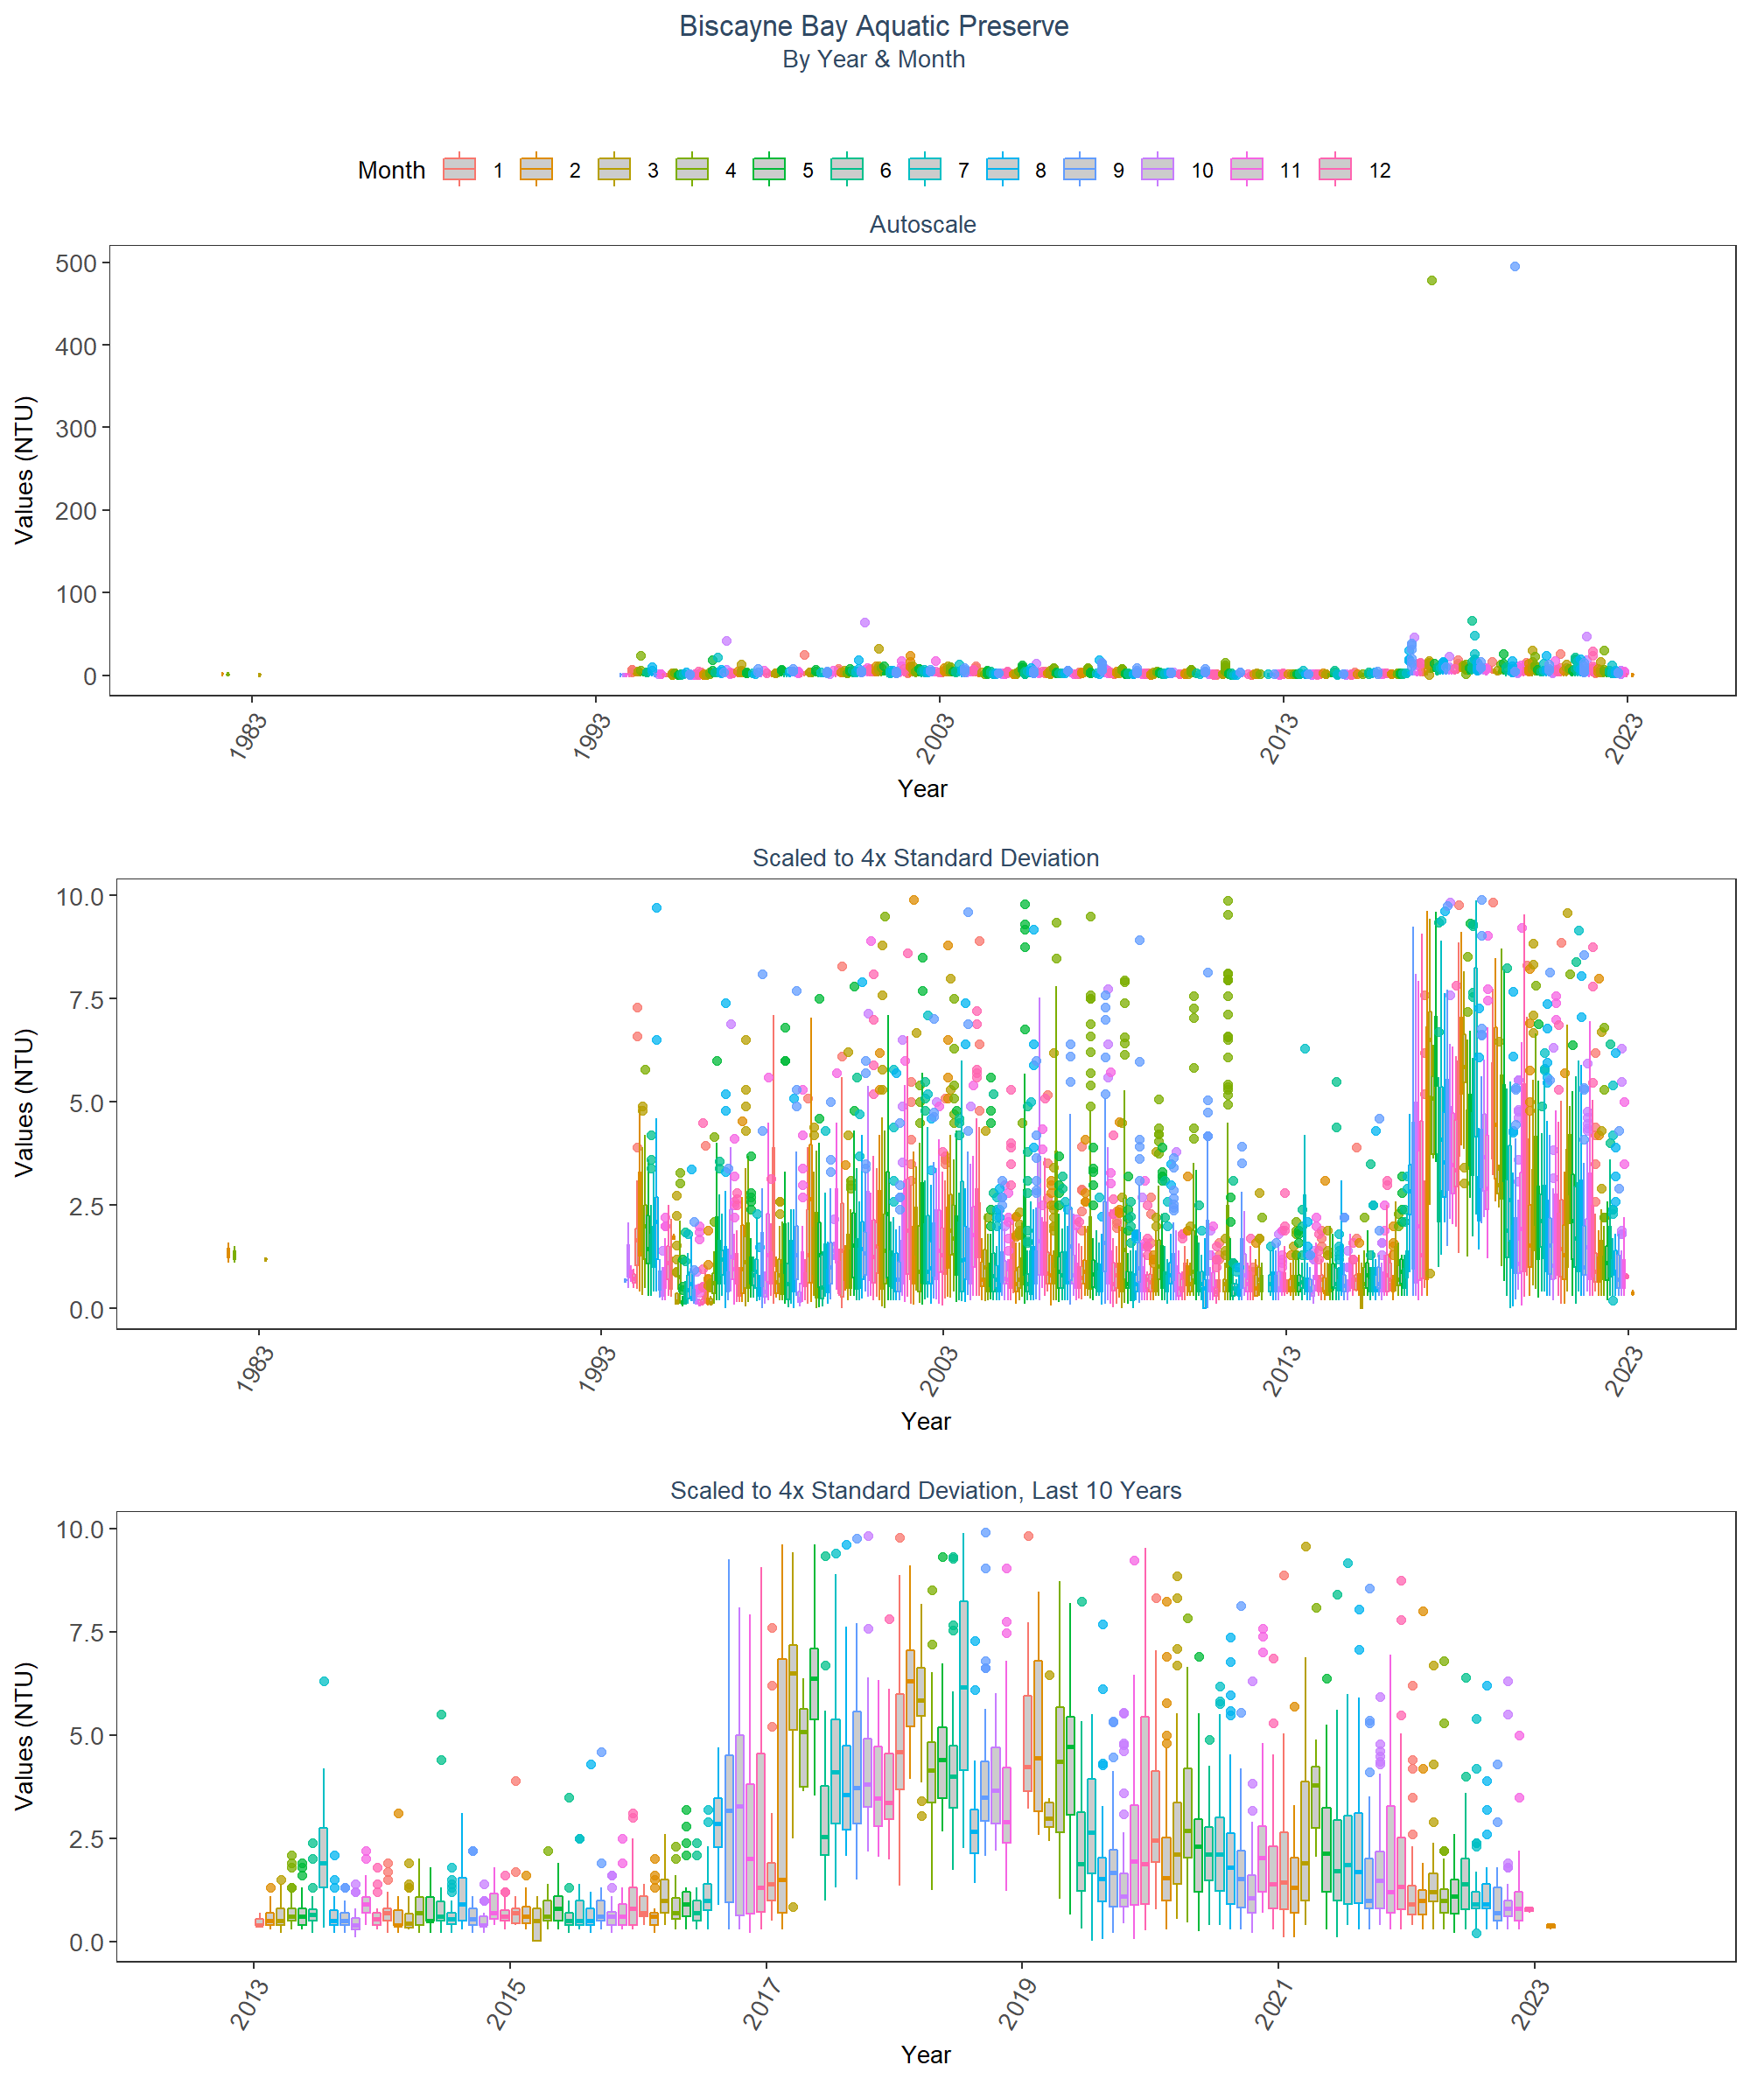 Biscayne Bay Aquatic Preserve
By Year & Month
Month 1 2 3 4 5 6 7 8 9 10 11 12
Autoscale
Values (NTU)
500
400
300
200
100
0
1983 1993 2003 2013 2023
Year
Scaled to 4x Standard Deviation
Values (NTU)
10.0
7.5
5.0
2.5
0.0
1983 1993 2003 2013 2023
Year
Scaled to 4x Standard Deviation, Last 10 Years
Values (NTU)
10.0
7.5
5.0
2.5
0.0
2013 2015 2017 2019 2021 2023
Year